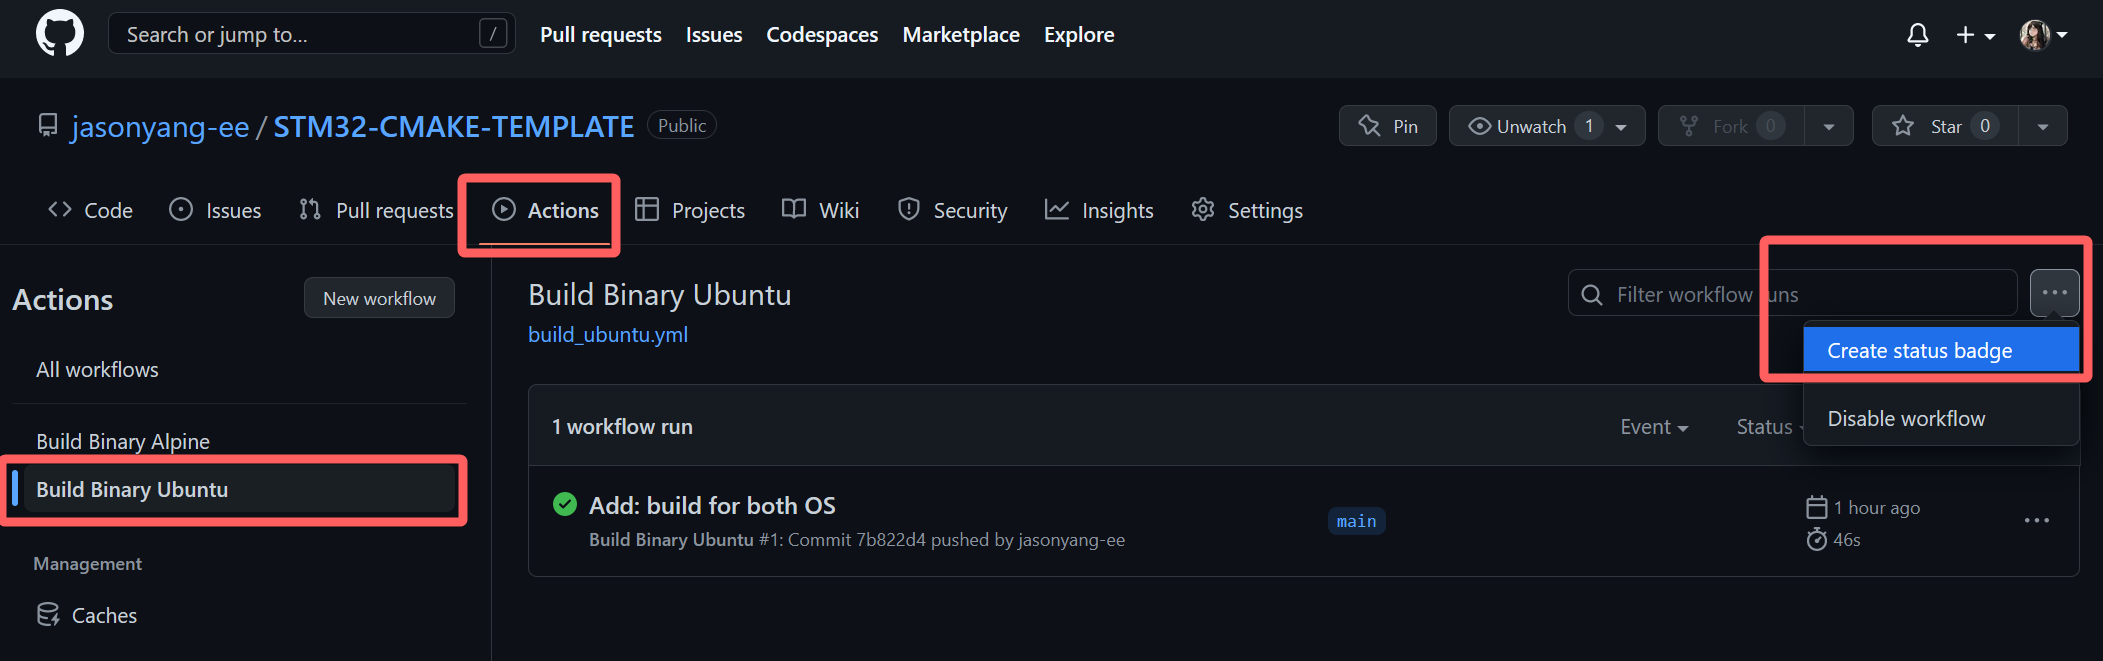 Search or jump to... /
Pull requests Issues Codespaces Marketplace Explore
jasonyang-ee / STM32-CMAKE-TEMPLATE Public
Pin Unwatch 1 Fork 0 Star 0
Code Issues Pull requests Actions Projects Wiki Security Insights Settings
Actions
New workflow
All workflows
Build Binary Alpine
Build Binary Ubuntu
Management
Caches
Build Binary Ubuntu
build_ubuntu.yml
Filter workflow runs
Create status badge
Disable workflow
1 workflow run
Event Status
Add: build for both OS
Build Binary Ubuntu #1: Commit 7b822d4 pushed by jasonyang-ee
main
1 hour ago
46s